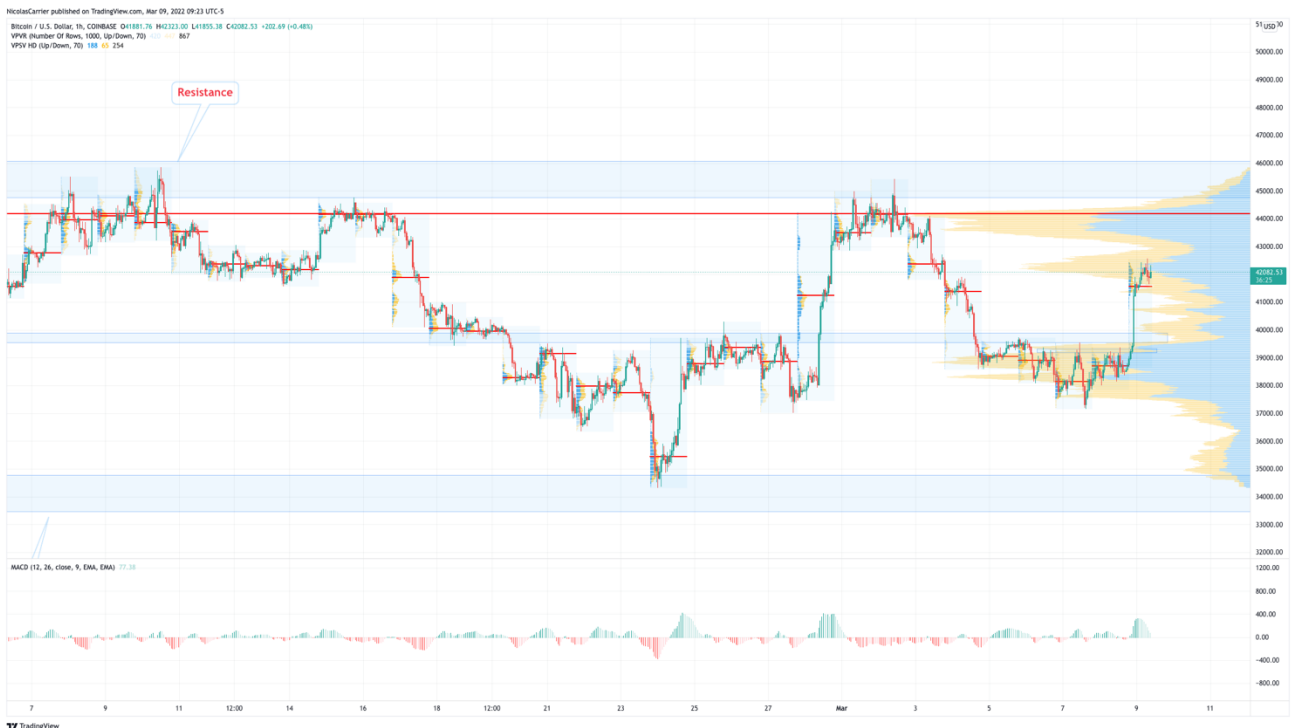 NicolasCarrier published on TradingView.com, Mar 09, 2022 09:23 UTC-5
Bitcoin / U.S. Dollar, 1h, COINBASE O41881.76 H42323.00 L41855.38 C42082.53 +202.69 (+0.48%)
VPVR (Number Of Rows, 1000, Up/Down, 70) 867
VPSV HD (Up/Down, 70) 188 65 254
USD
50000.00
49000.00
Resistance
48000.00
47000.00
46000.00
45000.00
44000.00
43000.00
42082.53
36:25
41000.00
40000.00
39000.00
38000.00
37000.00
36000.00
35000.00
34000.00
33000.00
32000.00
MACD (12, 26, close, 9, EMA, EMA) 77.38
1200.00
800.00
400.00
0.00
-400.00
-800.00
7 9 11 12:00 14 16 18 12:00 21 23 25 27 Mar 3 5 7 9 11
TradingView